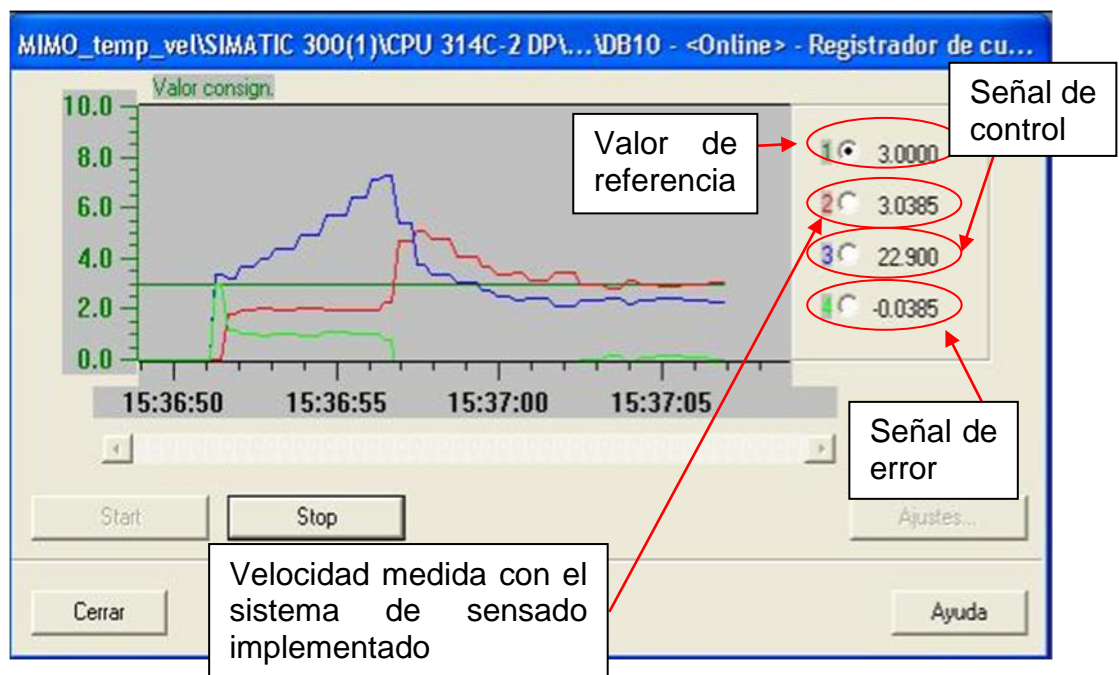 MIMO_temp_vel\SIMATIC 300(1)\CPU 314C-2 DP\...\DB10 - <Online> - Registrador de cu...
Valor consign.
10.0
8.0
6.0
4.0
2.0
0.0
15:36:50 15:36:55 15:37:00 15:37:05
Valor de
referencia
Señal de
control
1 3.0000
2 3.0385
3 22.900
4 -0.0385
Señal de
error
Start
Stop
Ajustes...
Velocidad medida con el
sistema de sensado
implementado
Cerrar
Ayuda